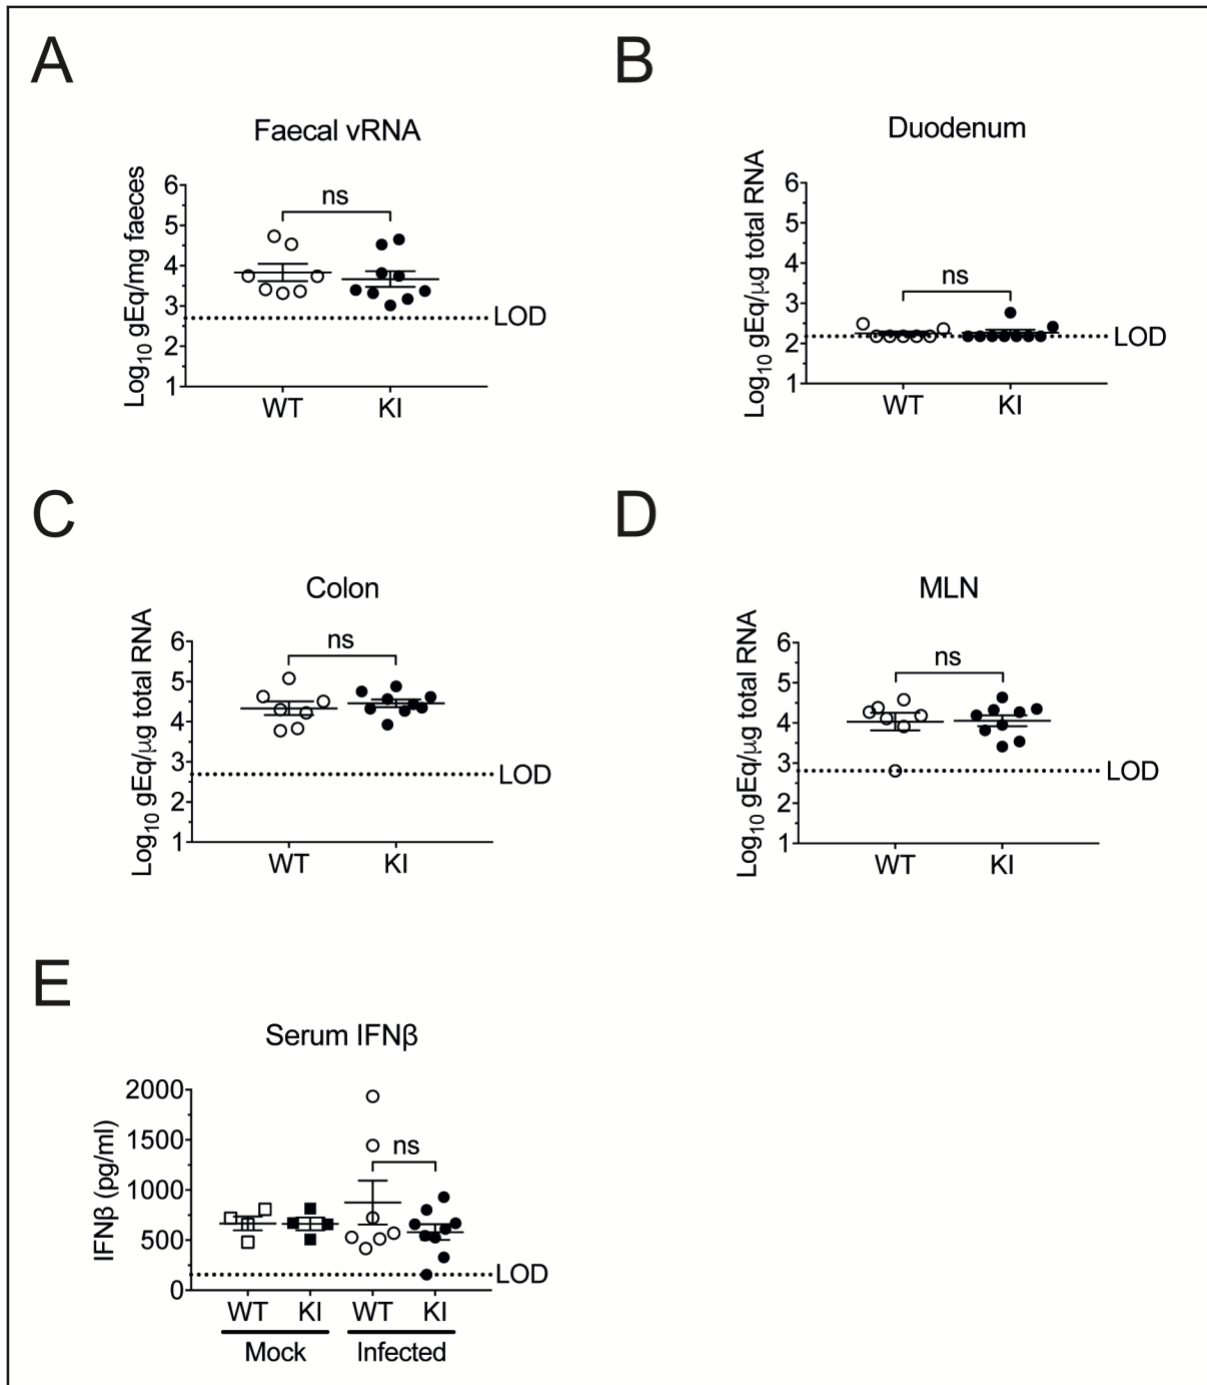 A
Faecal vRNA
Log10 gEq/mg faeces
6
5
4
3
2
1
ns
LOD
WT KI
B
Duodenum
Log10 gEq/μg total RNA
6
5
4
3
2
1
ns
LOD
WT KI
C
Colon
Log10 gEq/μg total RNA
6
5
4
3
2
1
ns
LOD
WT KI
D
MLN
Log10 gEq/μg total RNA
6
5
4
3
2
1
ns
LOD
WT KI
E
Serum IFNβ
IFNβ (pg/ml)
2000
1500
1000
500
0
ns
LOD
WT KI WT KI
Mock Infected